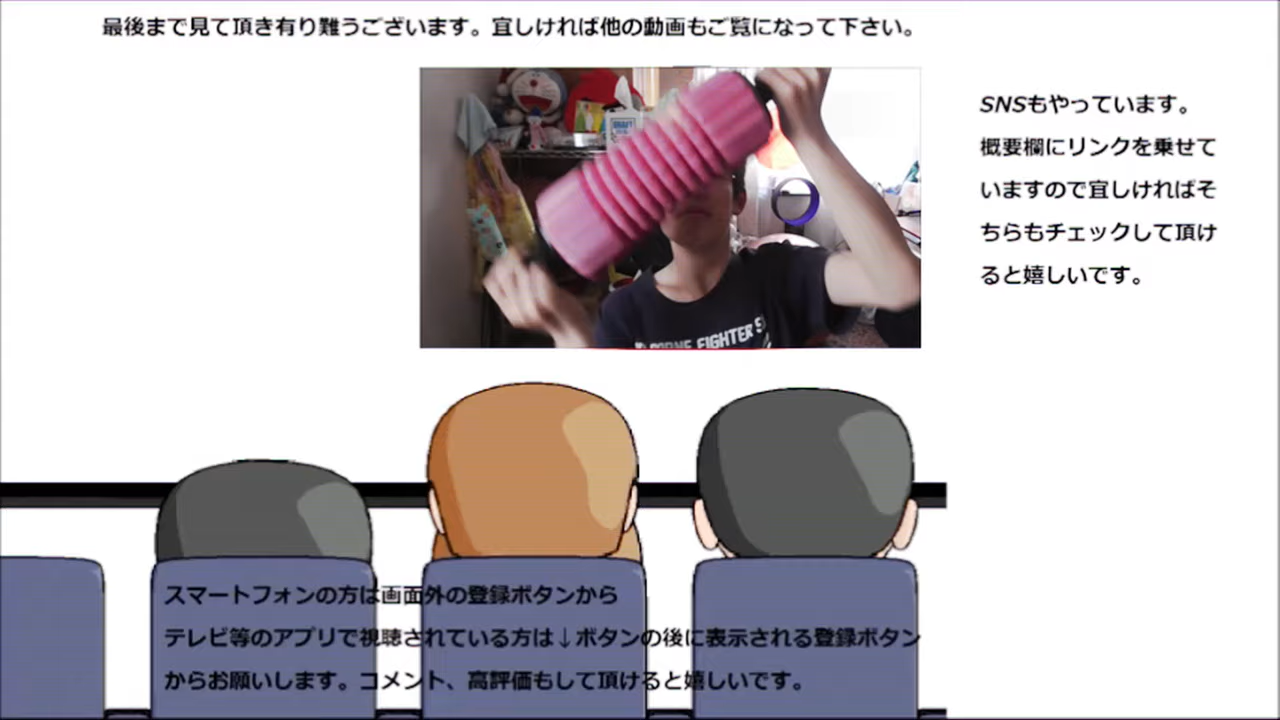 最後まで見て頂き有り難うございます。宜しければ他の動画もご覧になって下さい。
SNSもやっています。
概要欄にリンクを乗せて
いますので宜しければそ
ちらもチェックして頂け
ると嬉しいです。
FIGHTER
スマートフォンの方は画面外の登録ボタンから
テレビ等のアプリで視聴されている方は↓ボタンの後に表示される登録ボタン
からお願いします。コメント、高評価もして頂けると嬉しいです。